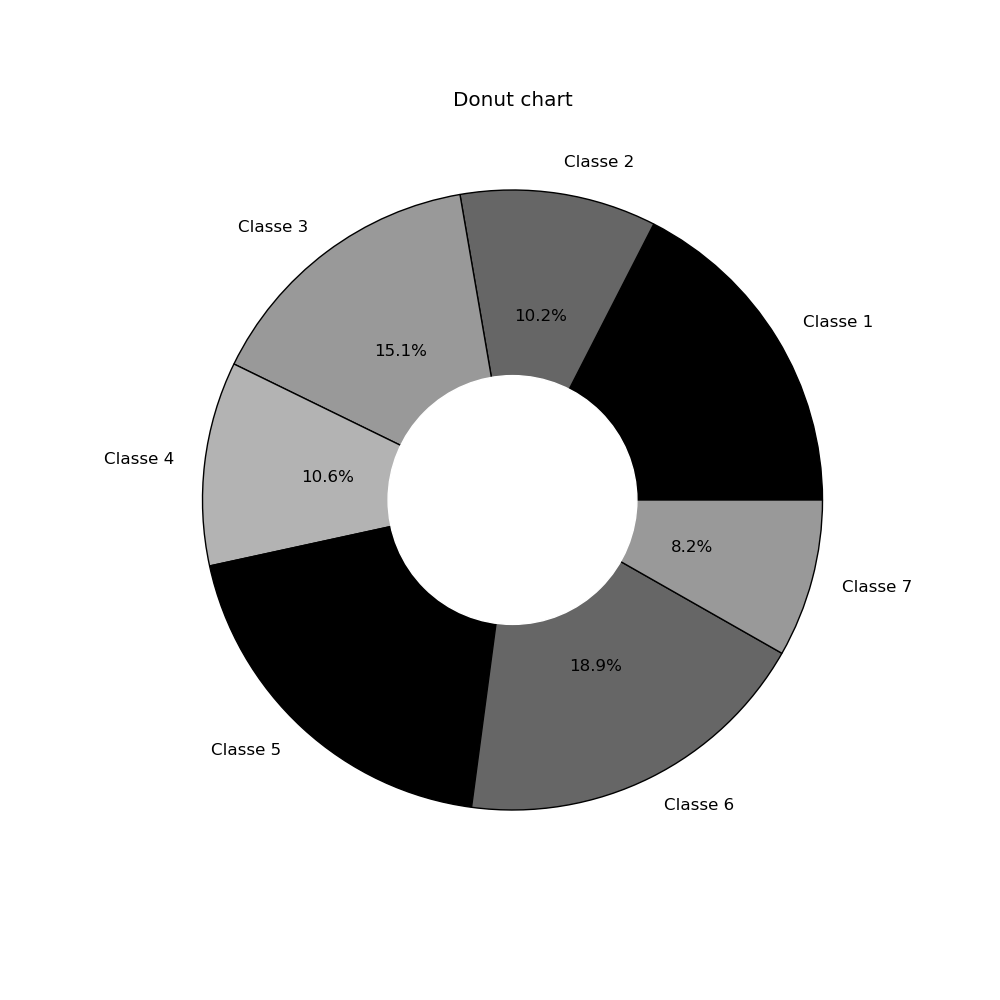 Donut chart
Classe 2
Classe 3
Classe 1
10.2%
15.1%
Classe 4
10.6%
8.2%
Classe 7
18.9%
Classe 5
Classe 6